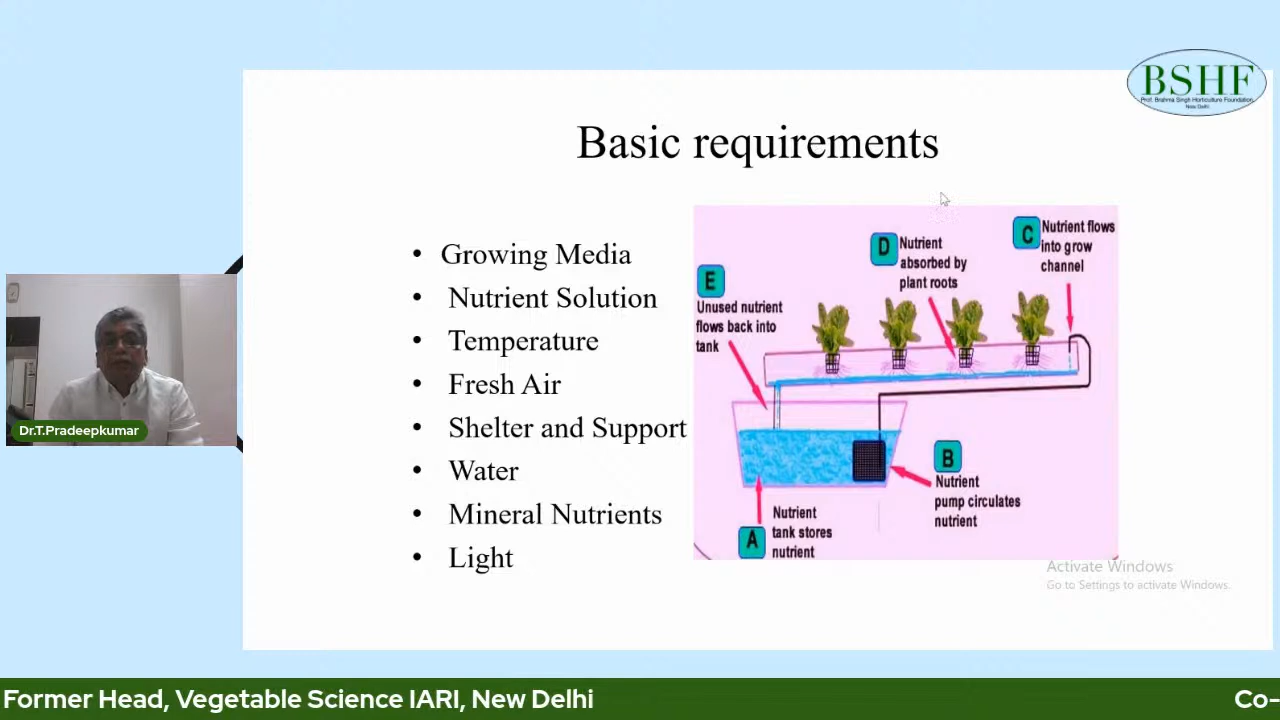 BSHF
Prof. Brahma Singh Horticulture Foundation
New Delhi
Basic requirements
• Growing Media
• Nutrient Solution
• Temperature
• Fresh Air
• Shelter and Support
• Water
• Mineral Nutrients
• Light
C
Nutrient flows
into grow
channel
D
Nutrient
absorbed by
plant roots
E
Unused nutrient
flows back into
tank
B
Nutrient
pump circulates
nutrient
A
Nutrient
tank stores
nutrient
Activate Windows
Go to Settings to activate Windows.
Dr.T.Pradeepkumar
Former Head, Vegetable Science IARI, New Delhi
Co-